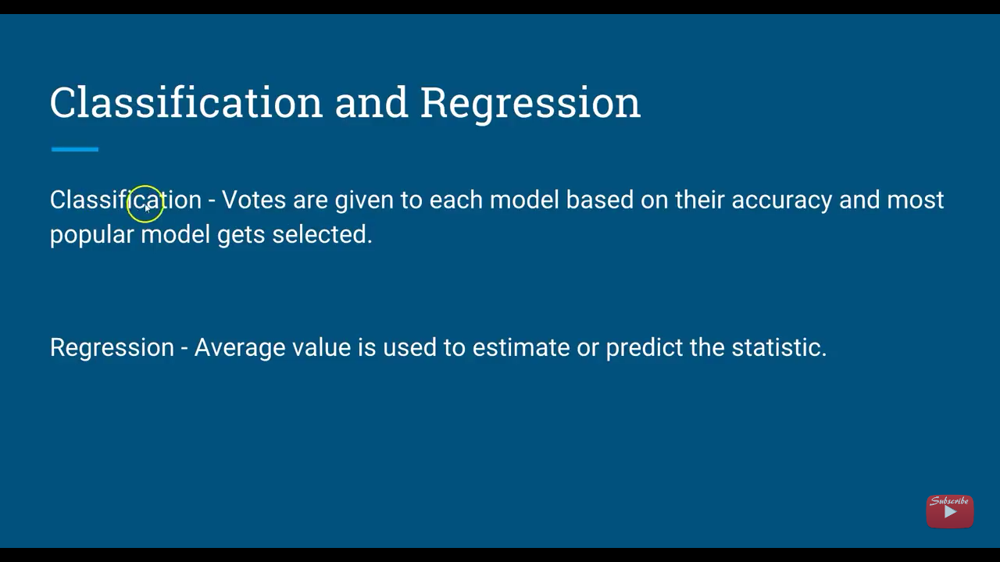 Classification and Regression
Classification - Votes are given to each model based on their accuracy and most
popular model gets selected.
Regression - Average value is used to estimate or predict the statistic.
Subscribe